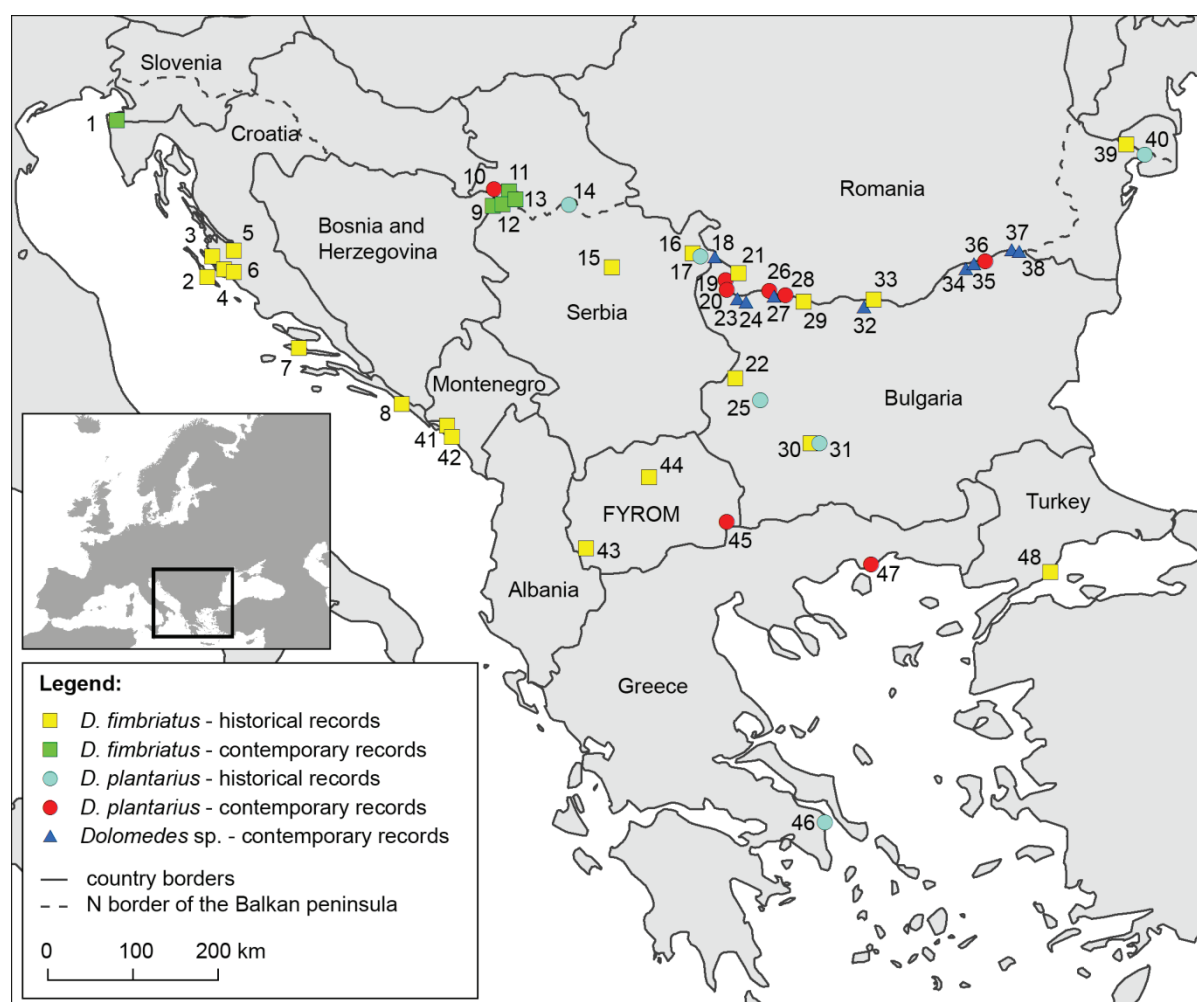 Slovenia
Croatia
1
Bosnia and
Herzegovina
10
11
9
13
12
14
Romania
39
40
3
5
2
6
4
15
16
17
18
21
19
20
23
24
26
28
27
29
33
32
36
37
34
35
38
Serbia
7
Montenegro
22
25
Bulgaria
8
41
42
30
31
44
FYROM
45
43
Turkey
48
47
Albania
Greece
46
Legend:
D. fimbriatus - historical records
D. fimbriatus - contemporary records
D. plantarius - historical records
D. plantarius - contemporary records
Dolomedes sp. - contemporary records
country borders
N border of the Balkan peninsula
0 100 200 km